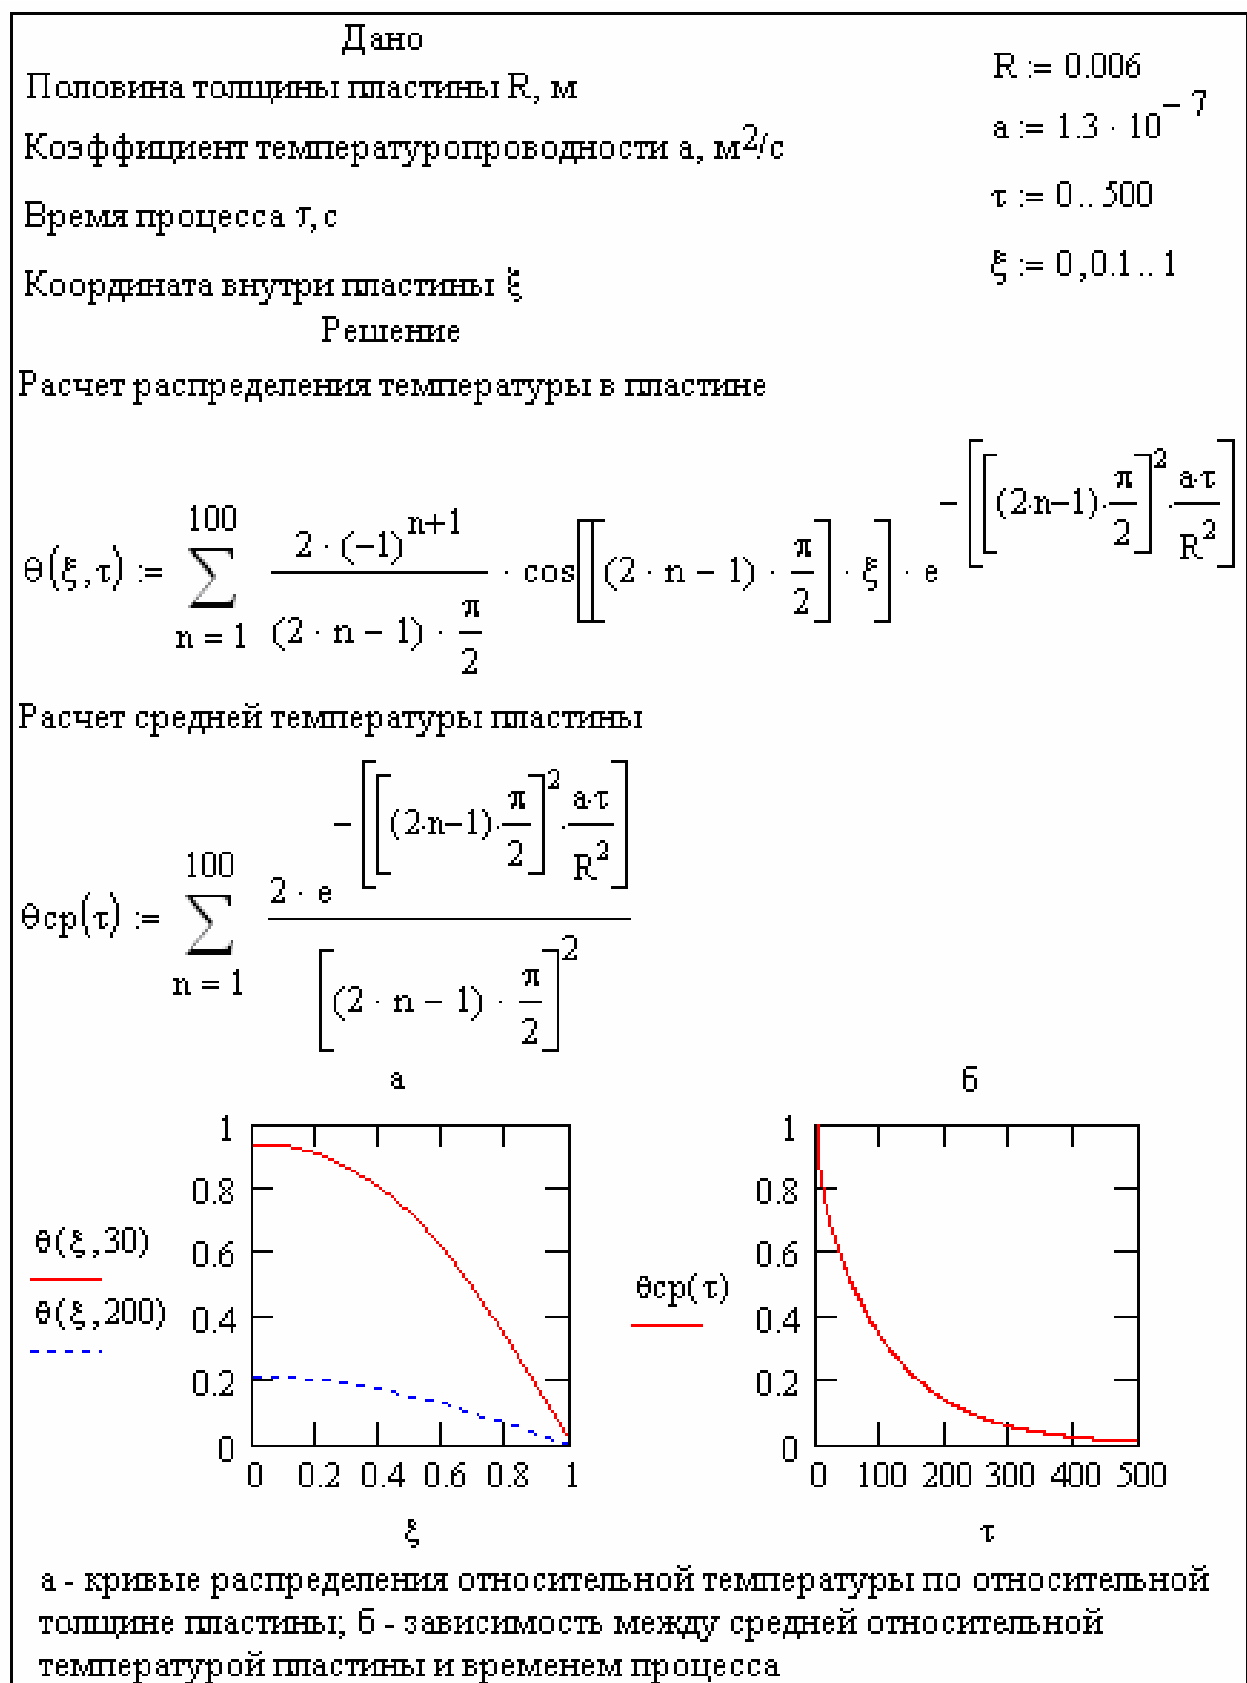 Дано
Половина толщины пластины R, м
R := 0.006
Коэффициент температуропроводности a, м²/с
a := 1.3 · 10^(− 7)
Время процесса τ, с
τ := 0 .. 500
Координата внутри пластины ξ
ξ := 0 , 0.1 .. 1
Решение
Расчет распределения температуры в пластине
θ(ξ,τ) := ∑_{n = 1}^{100} (2 · (−1)^(n+1)) / ((2 · n − 1) · π/2) · cos[[(2 · n − 1) · π/2] · ξ] · e^(−[[(2·n−1)·π/2]² · a·τ/R²])
Расчет средней температуры пластины
θср(τ) := ∑_{n = 1}^{100} (2 · e^(−[[(2·n−1)·π/2]² · a·τ/R²])) / [(2 · n − 1) · π/2]²
а
1
0.8
0.6
0.4
0.2
0
θ(ξ,30)
θ(ξ,200)
0 0.2 0.4 0.6 0.8 1
ξ
б
1
0.8
0.6
0.4
0.2
0
θср(τ)
0 100 200 300 400 500
τ
а - кривые распределения относительной температуры по относительной
толщине пластины; б - зависимость между средней относительной
температурой пластины и временем процесса